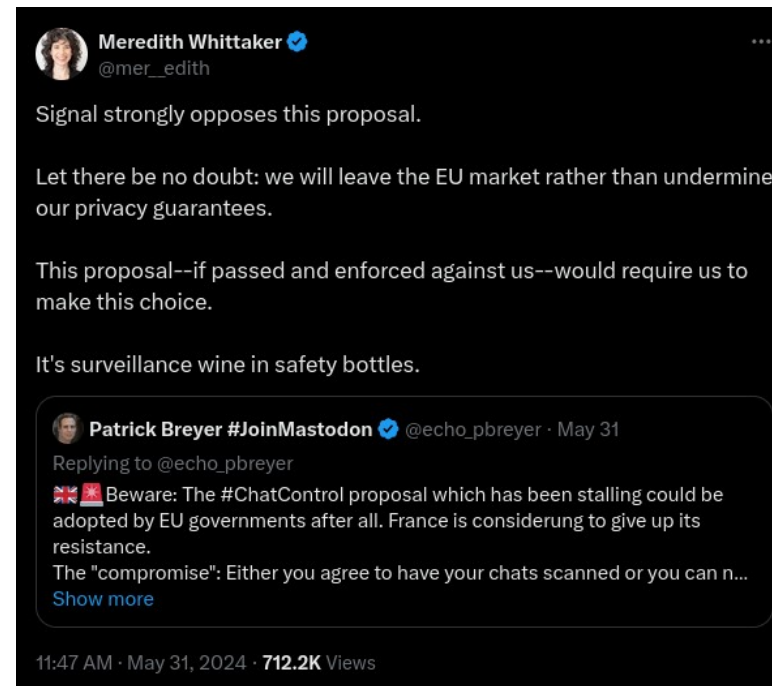 Meredith Whittaker
@mer__edith
Signal strongly opposes this proposal.
Let there be no doubt: we will leave the EU market rather than undermine
our privacy guarantees.
This proposal--if passed and enforced against us--would require us to
make this choice.
It's surveillance wine in safety bottles.
Patrick Breyer #JoinMastodon @echo_pbreyer · May 31
Replying to @echo_pbreyer
🇬🇧🚨Beware: The #ChatControl proposal which has been stalling could be
adopted by EU governments after all. France is considerung to give up its
resistance.
The "compromise": Either you agree to have your chats scanned or you can n...
Show more
11:47 AM · May 31, 2024 · 712.2K Views